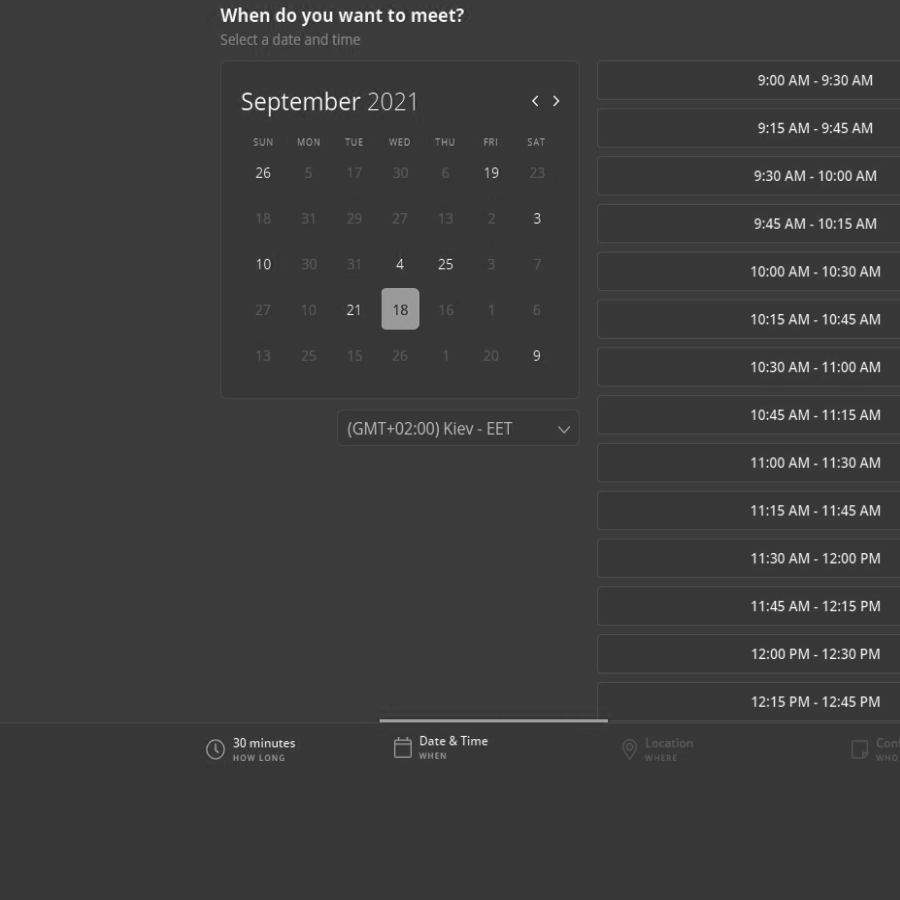 When do you want to meet?
Select a date and time
September 2021
SUN MON TUE WED THU FRI SAT
26 5 17 30 6 19 23
18 31 29 27 13 2 3
10 30 31 4 25 3 7
27 10 21 18 16 1 6
13 25 15 26 1 20 9
(GMT+02:00) Kiev - EET
9:00 AM - 9:30 AM
9:15 AM - 9:45 AM
9:30 AM - 10:00 AM
9:45 AM - 10:15 AM
10:00 AM - 10:30 AM
10:15 AM - 10:45 AM
10:30 AM - 11:00 AM
10:45 AM - 11:15 AM
11:00 AM - 11:30 AM
11:15 AM - 11:45 AM
11:30 AM - 12:00 PM
11:45 AM - 12:15 PM
12:00 PM - 12:30 PM
12:15 PM - 12:45 PM
30 minutes
HOW LONG
Date & Time
WHEN
Location
WHERE
WHO